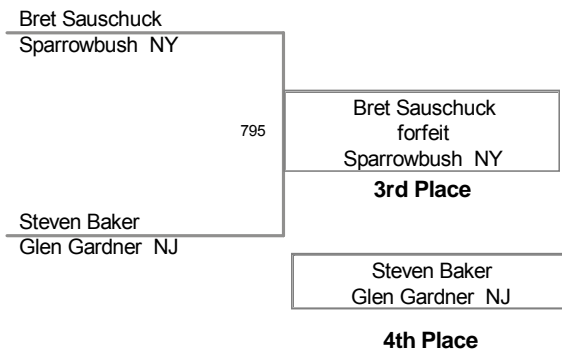 Bret Sauschuck
Sparrowbush NY
795
Bret Sauschuck
forfeit
Sparrowbush NY
3rd Place
Steven Baker
Glen Gardner NJ
Steven Baker
Glen Gardner NJ
4th Place